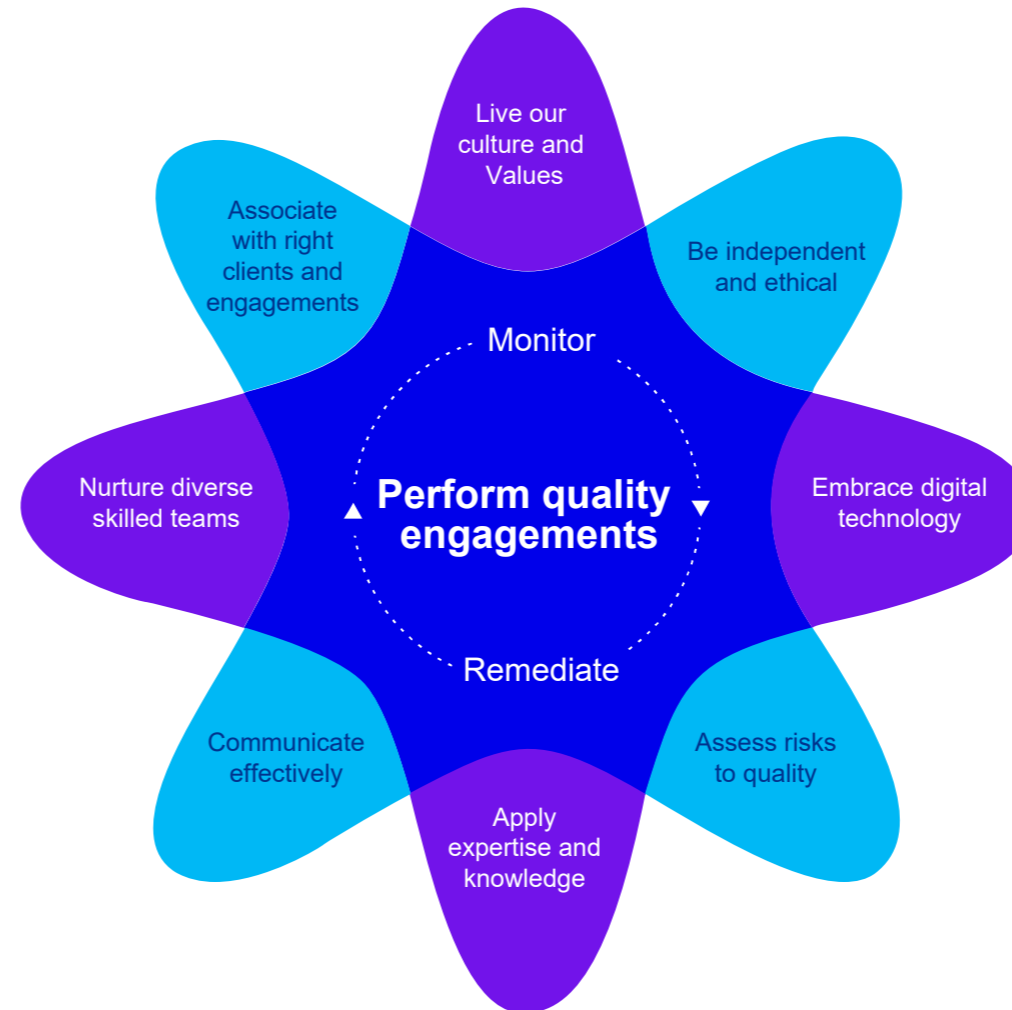 Live our
culture and
Values
Associate
with right
clients and
engagements
Be independent
and ethical
Monitor
Nurture diverse
skilled teams
Perform quality
engagements
Embrace digital
technology
Remediate
Communicate
effectively
Assess risks
to quality
Apply
expertise and
knowledge